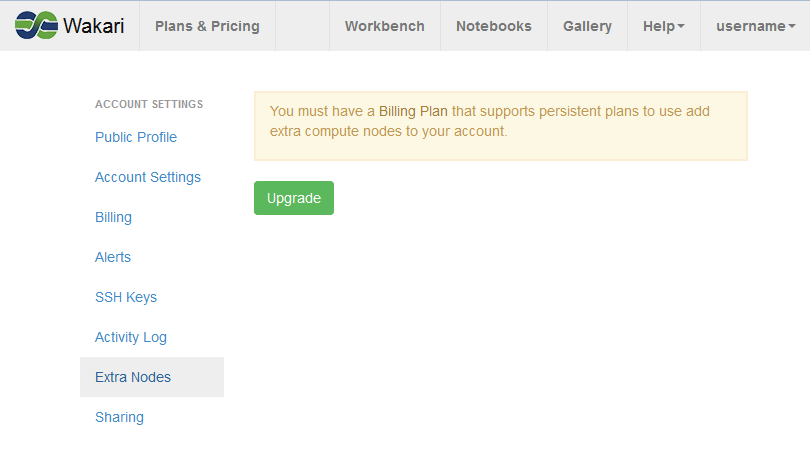 Wakari
Plans & Pricing
Workbench
Notebooks
Gallery
Help
username
ACCOUNT SETTINGS
Public Profile
Account Settings
Billing
Alerts
SSH Keys
Activity Log
Extra Nodes
Sharing
You must have a Billing Plan that supports persistent plans to use add
extra compute nodes to your account.
Upgrade